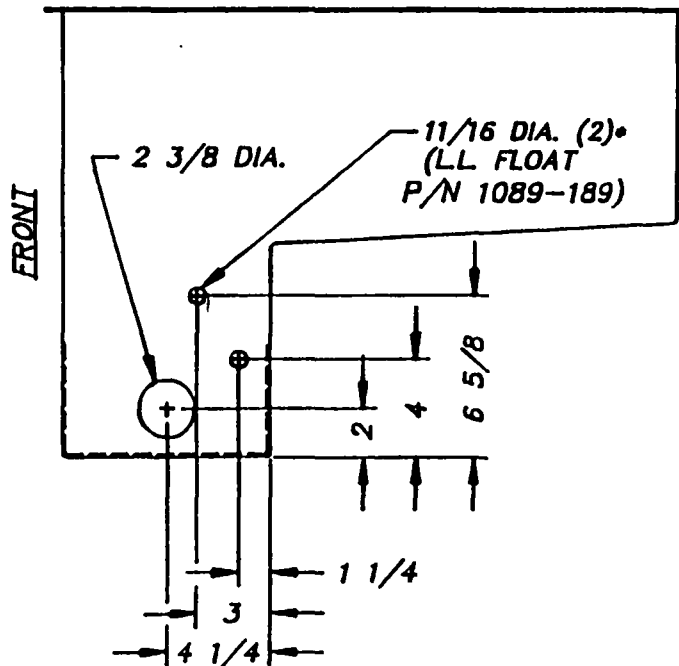 11/16 DIA. (2)*
(L.L. FLOAT
P/N 1089-189)
2 3/8 DIA.
FRONT
2
4
6 5/8
1 1/4
3
4 1/4